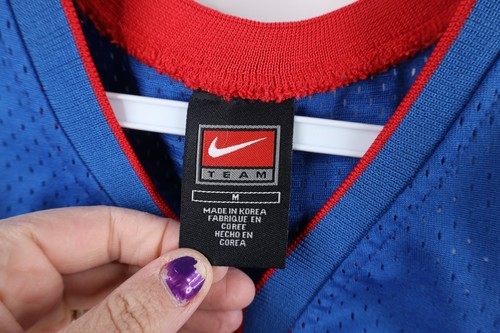 TEAM
M
MADE IN KOREA
FABRIQUE EN
COREE
HECHO EN
COREA